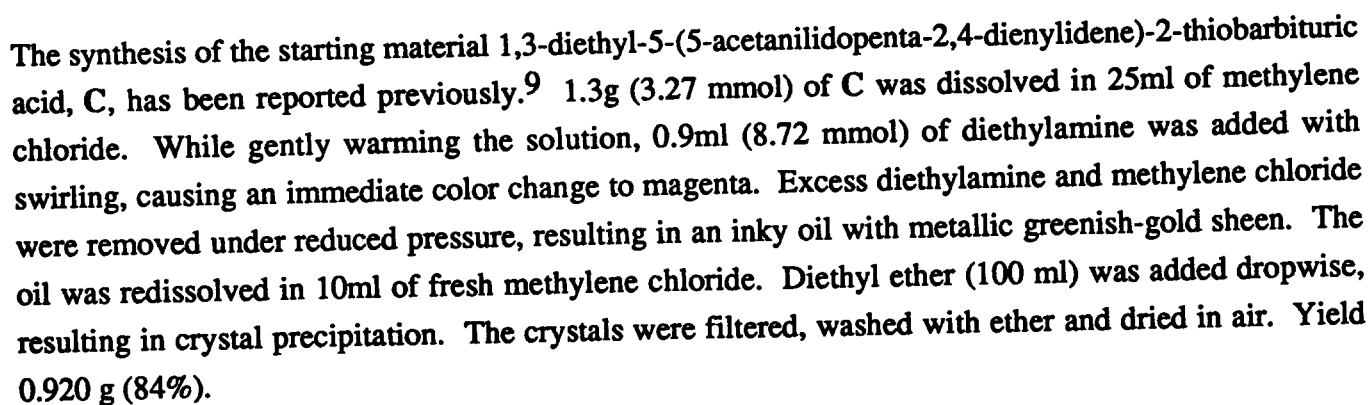 The synthesis of the starting material 1,3-diethyl-5-(5-acetanilidopenta-2,4-dienylidene)-2-thiobarbituric
acid, C, has been reported previously.9 1.3g (3.27 mmol) of C was dissolved in 25ml of methylene
chloride. While gently warming the solution, 0.9ml (8.72 mmol) of diethylamine was added with
swirling, causing an immediate color change to magenta. Excess diethylamine and methylene chloride
were removed under reduced pressure, resulting in an inky oil with metallic greenish-gold sheen. The
oil was redissolved in 10ml of fresh methylene chloride. Diethyl ether (100 ml) was added dropwise,
resulting in crystal precipitation. The crystals were filtered, washed with ether and dried in air. Yield
0.920 g (84%).